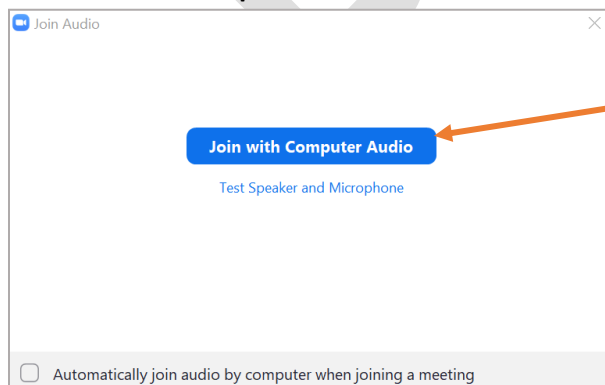 Join Audio
Join with Computer Audio
Test Speaker and Microphone
Automatically join audio by computer when joining a meeting